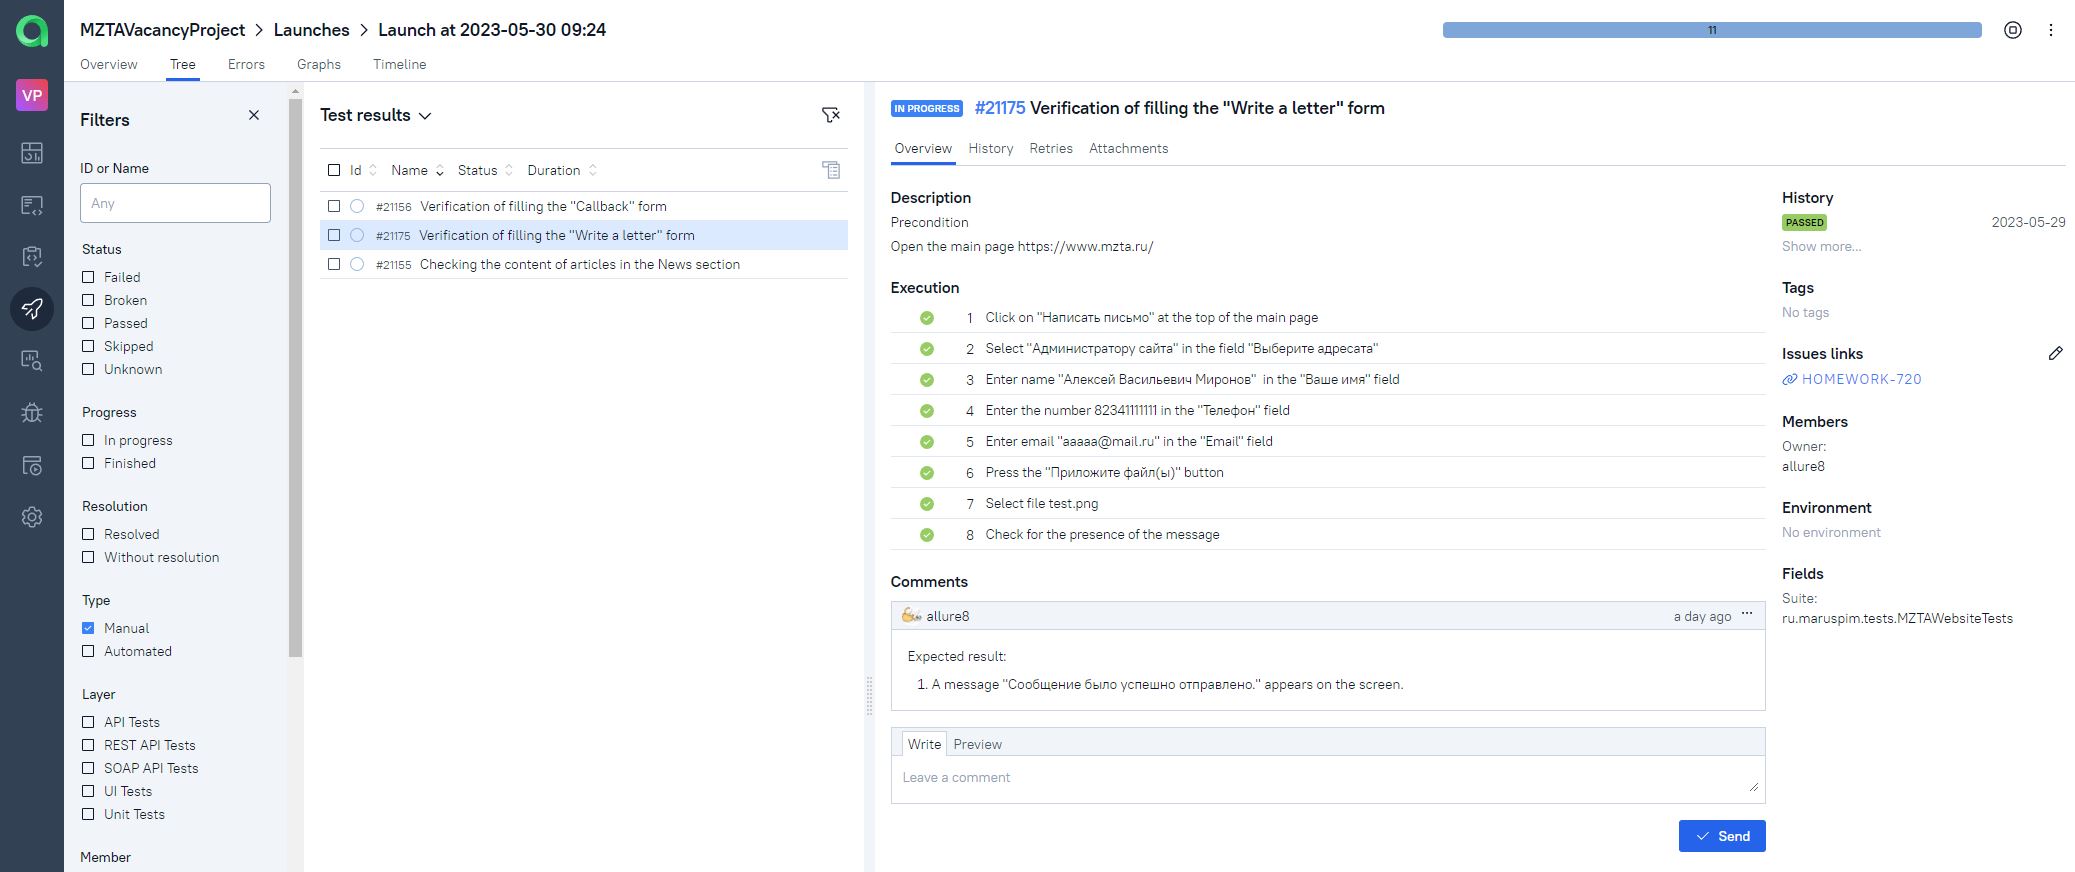 MZTAVacancyProject > Launches > Launch at 2023-05-30 09:24
11
Overview Tree Errors Graphs Timeline
VP
Filters
ID or Name
Any
Status
Failed
Broken
Passed
Skipped
Unknown
Progress
In progress
Finished
Resolution
Resolved
Without resolution
Type
Manual
Automated
Layer
API Tests
REST API Tests
SOAP API Tests
UI Tests
Unit Tests
Member
Test results
Id Name Status Duration
#21156 Verification of filling the "Callback" form
#21175 Verification of filling the "Write a letter" form
#21155 Checking the content of articles in the News section
IN PROGRESS #21175 Verification of filling the "Write a letter" form
Overview History Retries Attachments
Description
Precondition
Open the main page https://www.mzta.ru/
Execution
1 Click on "Написать письмо" at the top of the main page
2 Select "Администратору сайта" in the field "Выберите адресата"
3 Enter name "Алексей Васильевич Миронов" in the "Ваше имя" field
4 Enter the number 82341111111 in the "Телефон" field
5 Enter email "aaaaa@mail.ru" in the "Email" field
6 Press the "Приложите файл(ы)" button
7 Select file test.png
8 Check for the presence of the message
Comments
allure8 a day ago ···
Expected result:
1. A message "Сообщение было успешно отправлено." appears on the screen.
Write Preview
Leave a comment
Send
History
PASSED 2023-05-29
Show more...
Tags
No tags
Issues links
HOMEWORK-720
Members
Owner:
allure8
Environment
No environment
Fields
Suite:
ru.maruspim.tests.MZTAWebsiteTests